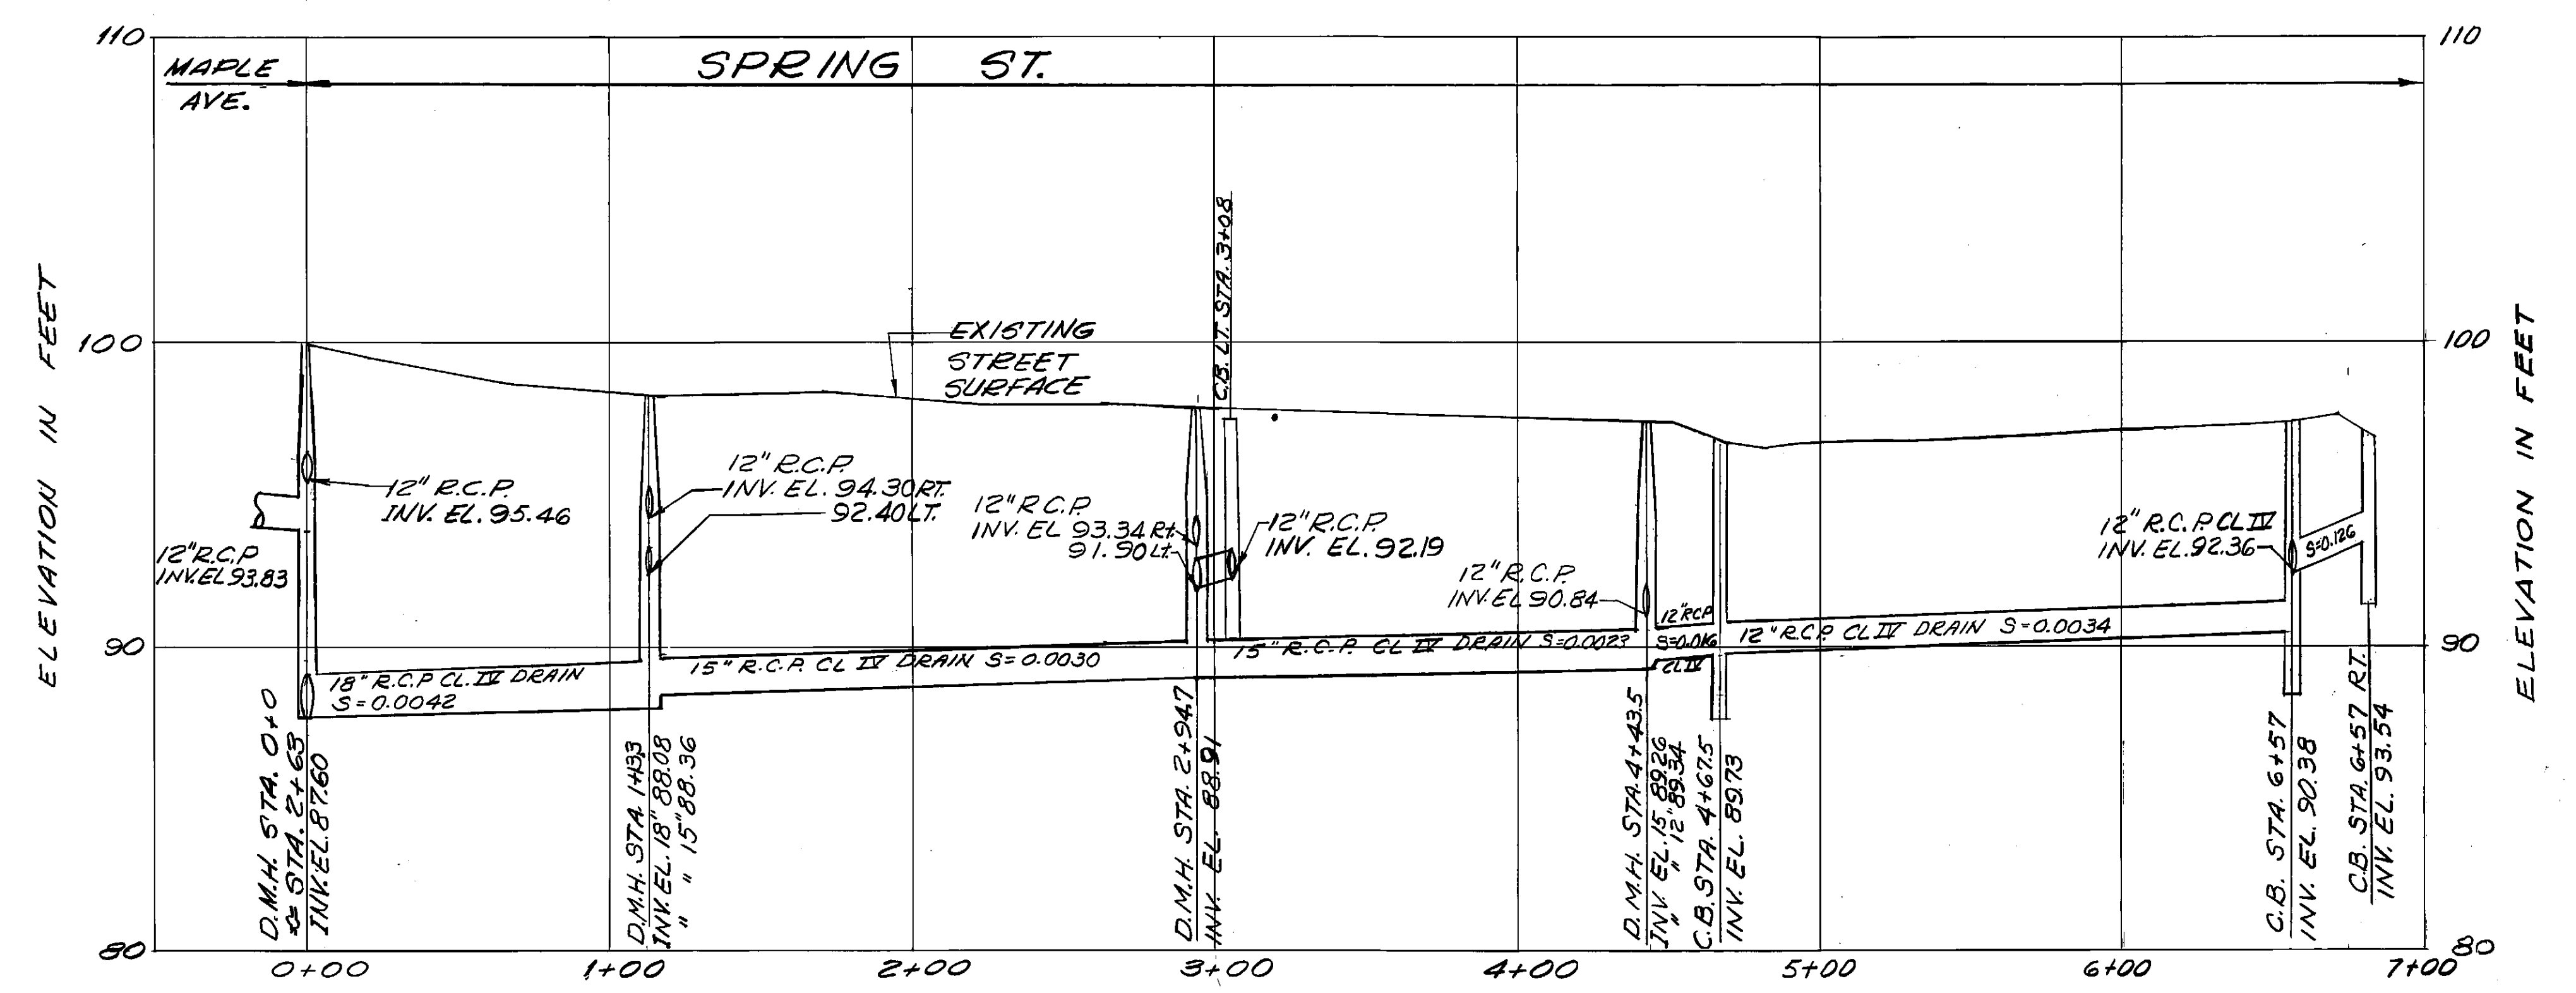 110
110
MAPLE
AVE.
SPRING ST.
C.B. LT. STA. 3+08
ELEVATION IN FEET
ELEVATION IN FEET
100
100
EXISTING
STREET
SURFACE
12" R.C.P.
INV. EL. 95.46
12" R.C.P.
INV. EL. 94.30 RT.
92.40 LT.
12" R.C.P.
INV. EL 93.34 Rt.
91.90 Lt.
12" R.C.P.
INV. EL. 92.19
12" R.C.P. CL IV
INV. EL. 92.36
S=0.126
12" R.C.P
INV. EL 93.83
12" R.C.P.
INV. EL 90.84
12" RCP
S=0.016
CL IV
90
90
18" R.C.P CL. IV DRAIN
S=0.0042
15" R.C.P. CL IV DRAIN S=0.0030
15" R.C.P. CL IV DRAIN S=0.0023
12" R.C.P. CL IV DRAIN S=0.0034
D.M.H. STA. 0+0
= STA. 2+63
INV. EL. 87.60
D.M.H. STA. 1+13.3
INV. EL. 18" 88.08
" " 15" 88.36
D.M.H. STA. 2+94.7
INV. EL. 88.91
D.M.H. STA. 4+43.5
INV. EL. 15" 89.26
" " 12" 89.34
C.B. STA. 4+67.5
INV. EL. 89.73
C.B. STA. 6+57
INV. EL. 90.38
C.B. STA. 6+57 RT.
INV. EL. 93.54
80
80
0+00
1+00
2+00
3+00
4+00
5+00
6+00
7+00